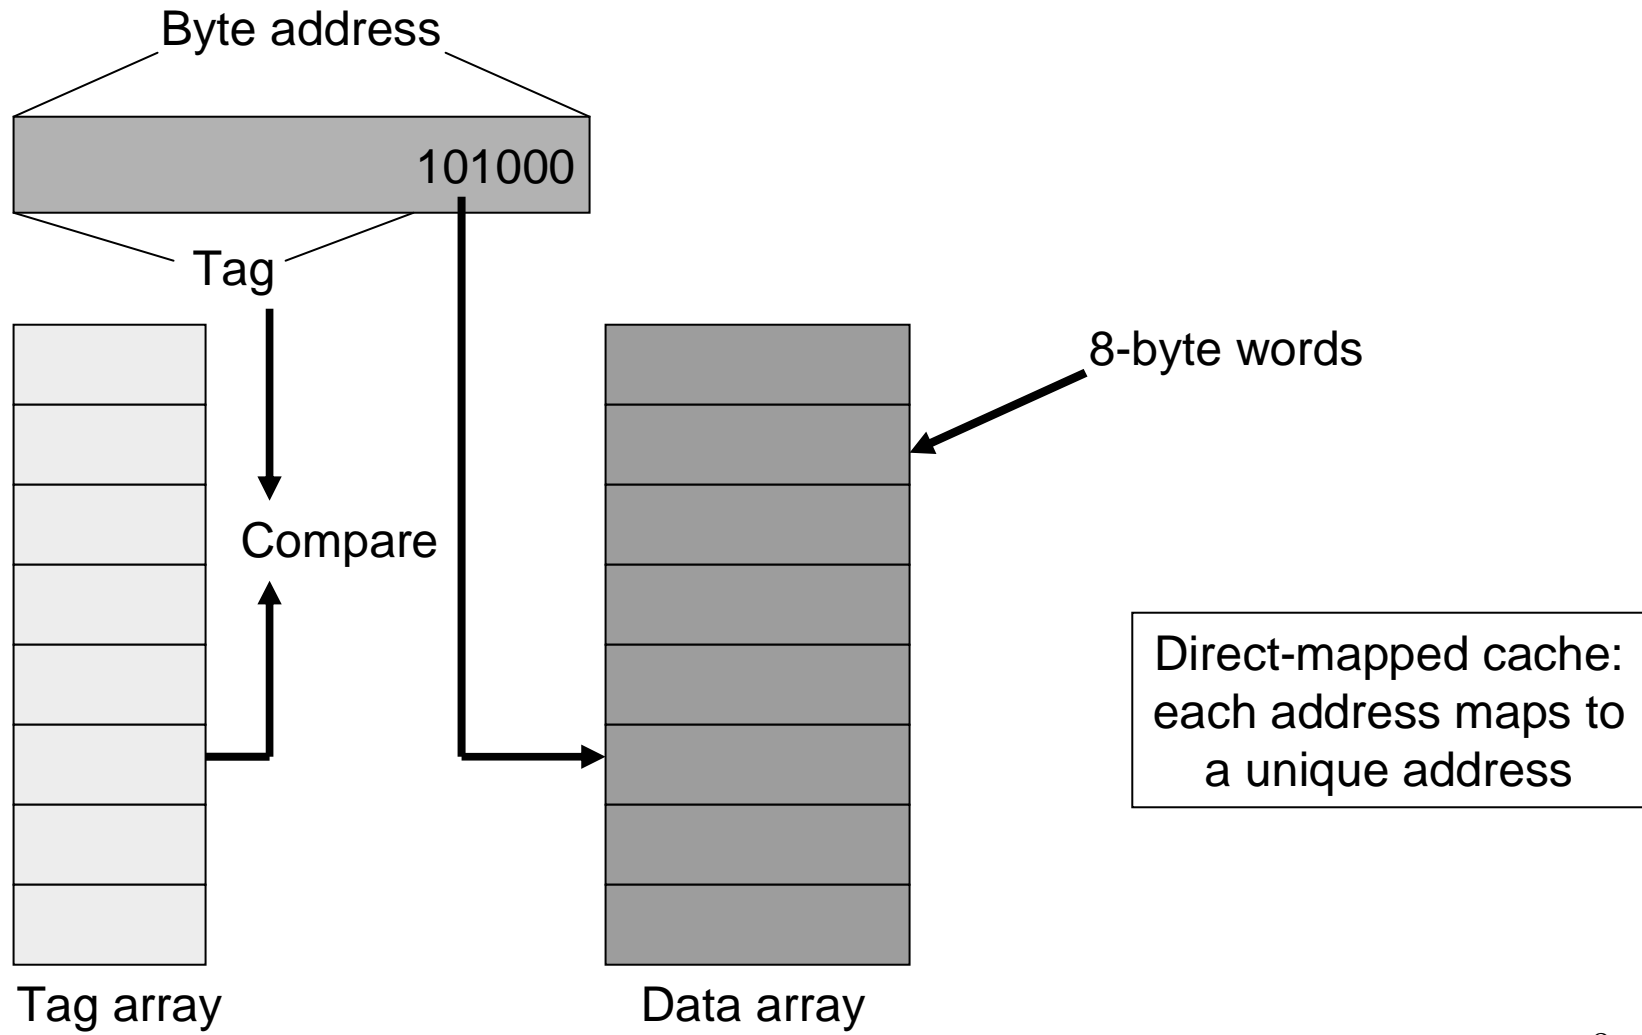 Byte address
101000
Tag
8-byte words
Compare
Direct-mapped cache:
each address maps to
a unique address
Tag array
Data array